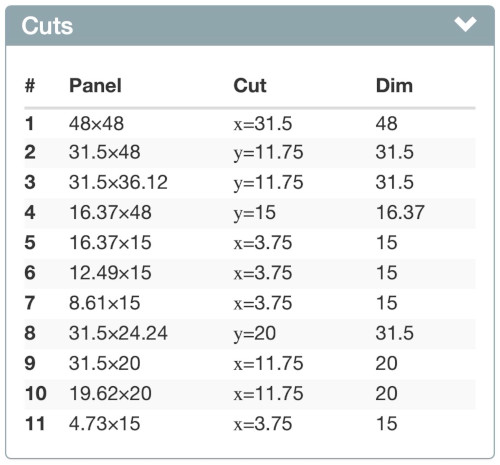 Cuts
# Panel Cut Dim
1 48×48 x=31.5 48
2 31.5×48 y=11.75 31.5
3 31.5×36.12 y=11.75 31.5
4 16.37×48 y=15 16.37
5 16.37×15 x=3.75 15
6 12.49×15 x=3.75 15
7 8.61×15 x=3.75 15
8 31.5×24.24 y=20 31.5
9 31.5×20 x=11.75 20
10 19.62×20 x=11.75 20
11 4.73×15 x=3.75 15